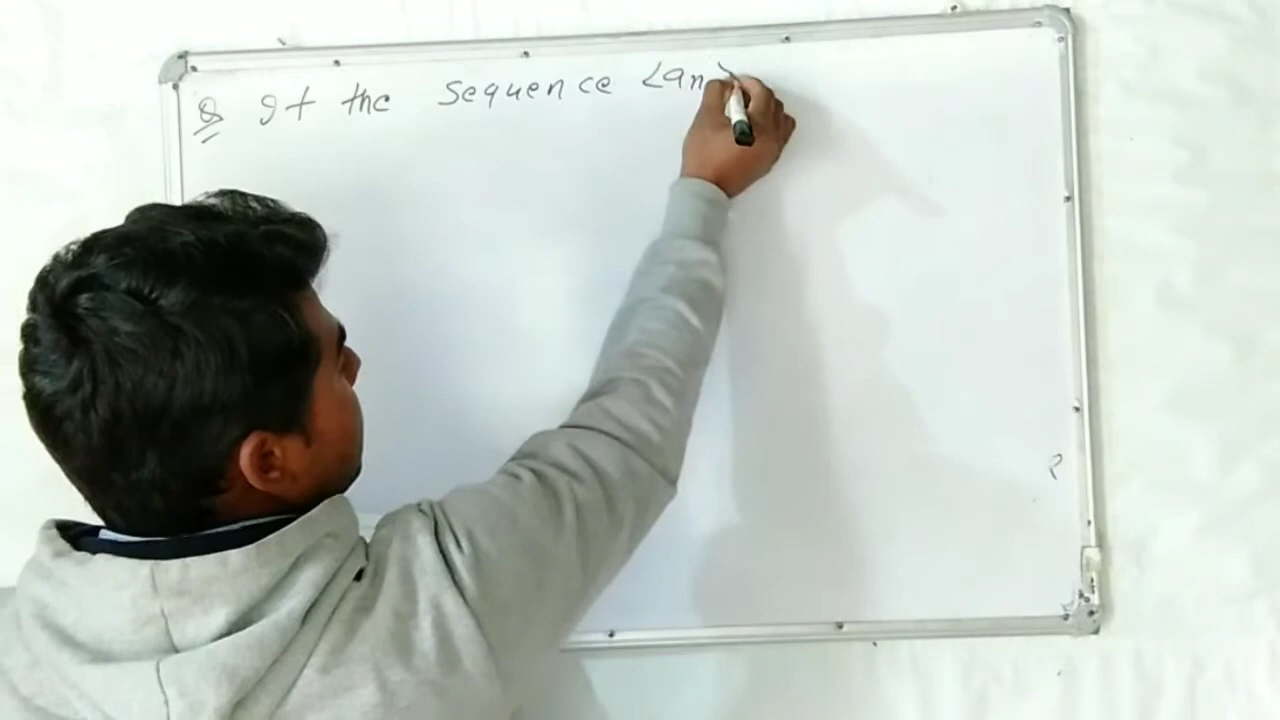 Q If the sequence <an>
?